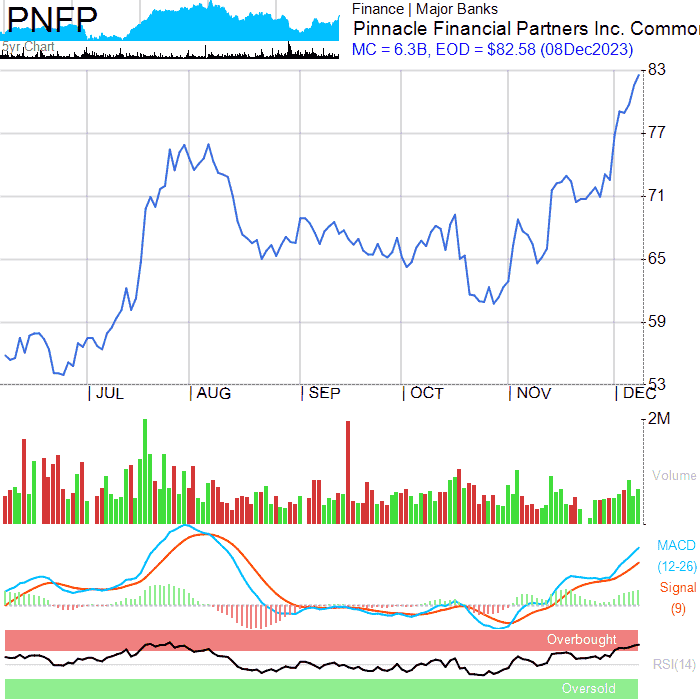 PNFP
5yr Chart
Finance | Major Banks
Pinnacle Financial Partners Inc. Commo
MC = 6.3B, EOD = $82.58 (08Dec2023)
83
77
71
65
59
53
JUL
AUG
SEP
OCT
NOV
DEC
2M
Volume
MACD
(12-26)
Signal
(9)
Overbought
RSI(14)
Oversold